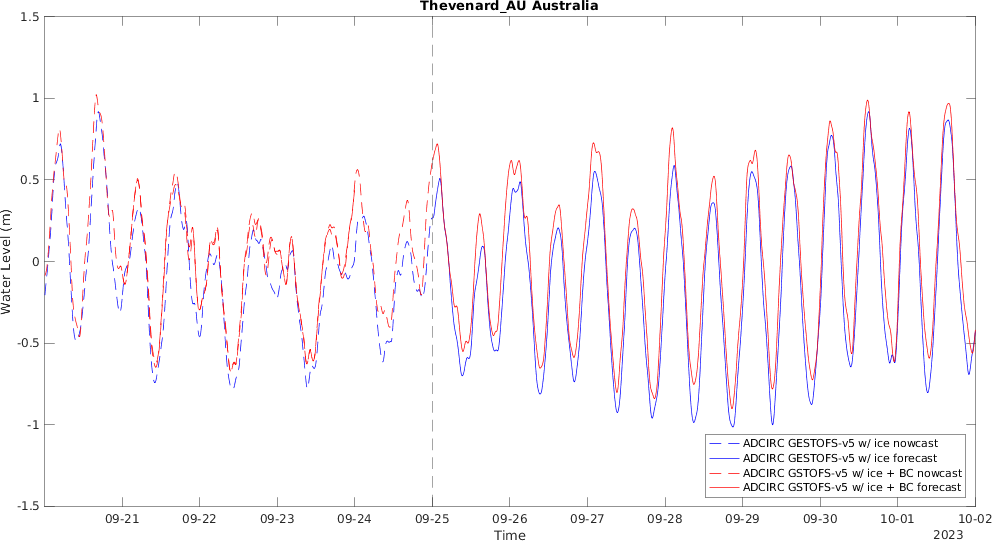 Thevenard_AU Australia
1.5
1
0.5
0
-0.5
-1
-1.5
Water Level (m)
09-21 09-22 09-23 09-24 09-25 09-26 09-27 09-28 09-29 09-30 10-01 10-02
Time
2023
ADCIRC GESTOFS-v5 w/ ice nowcast
ADCIRC GESTOFS-v5 w/ ice forecast
ADCIRC GSTOFS-v5 w/ ice + BC nowcast
ADCIRC GSTOFS-v5 w/ ice + BC forecast